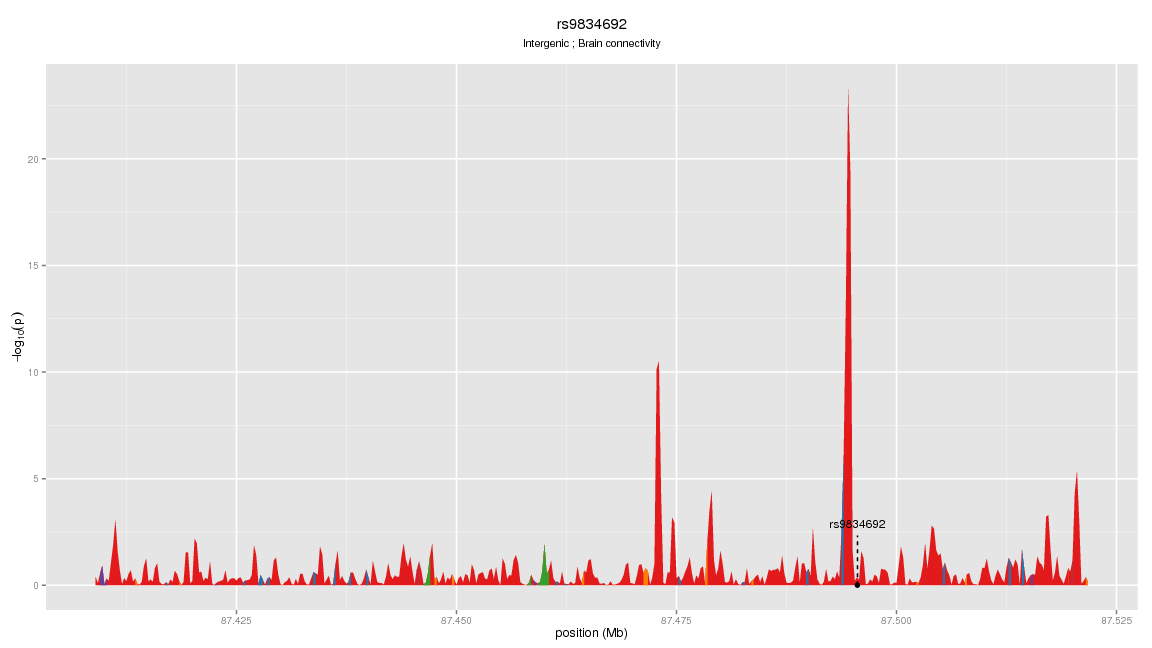 rs9834692
Intergenic ; Brain connectivity
−log10(p)
20
15
10
5
0
rs9834692
87.425
87.450
87.475
87.500
87.525
position (Mb)